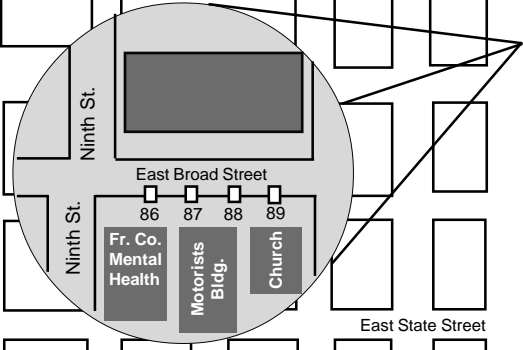 Ninth St.
East Broad Street
86 87 88 89
Ninth St.
Fr. Co.
Mental
Health
Motorists
Bldg.
Church
East State Street